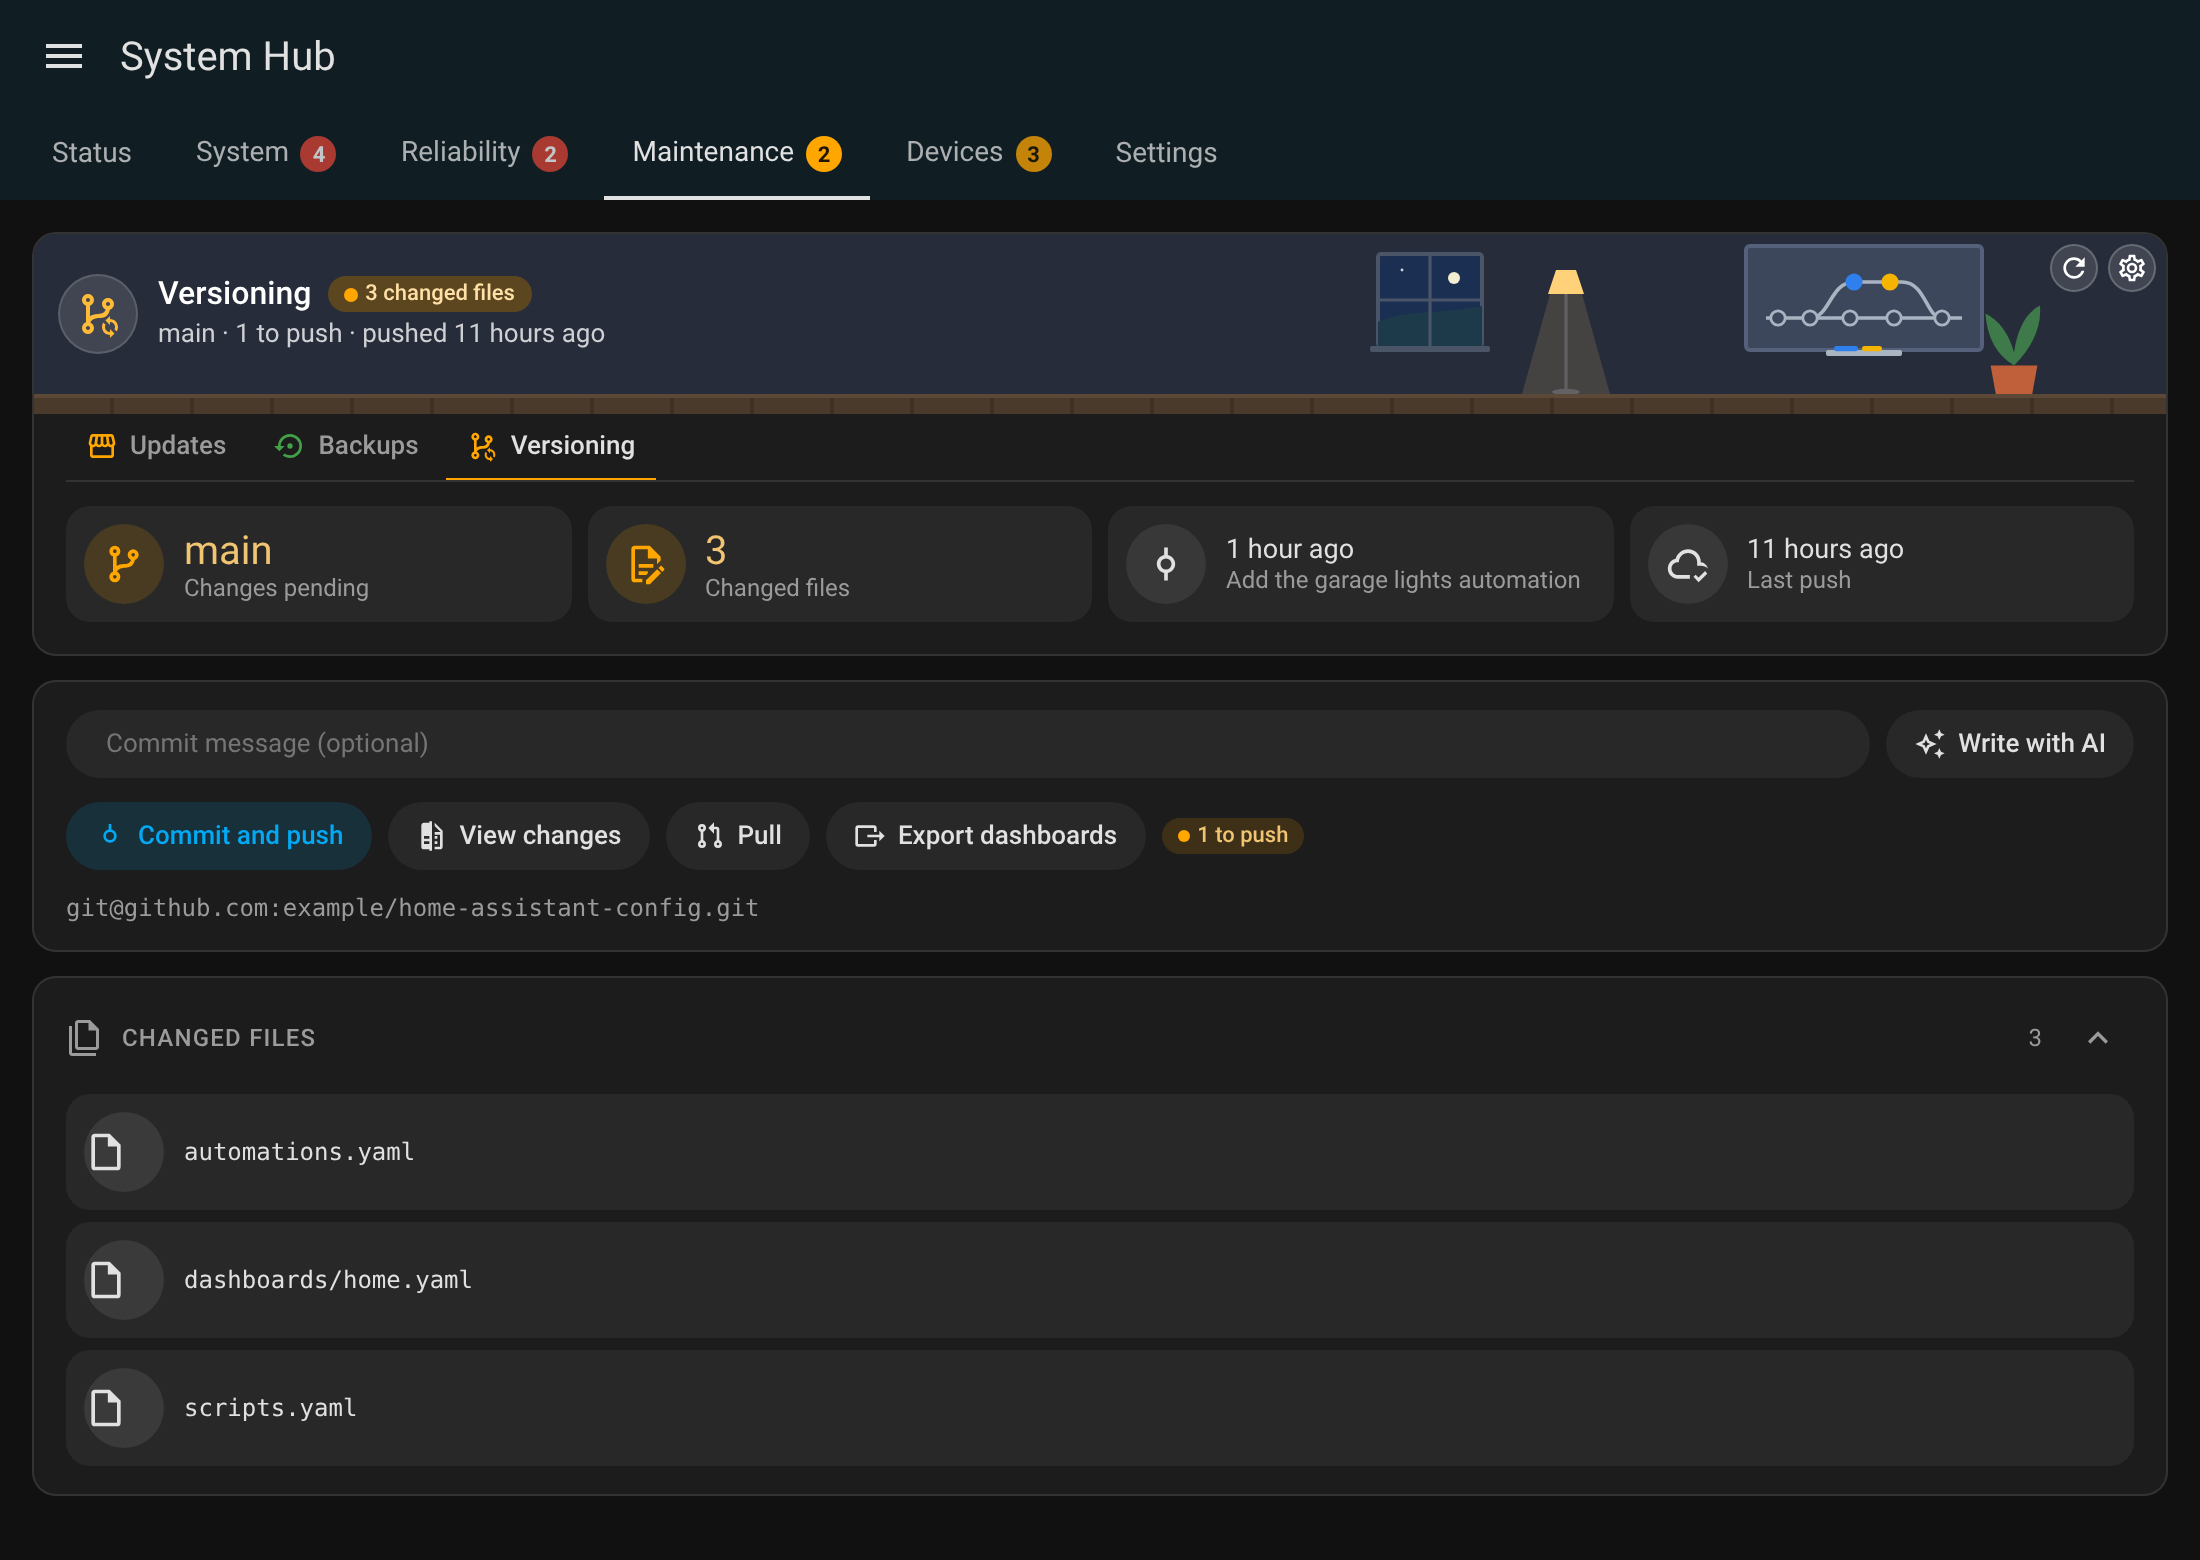 System Hub
Status System 4 Reliability 2 Maintenance 2 Devices 3 Settings
Versioning 3 changed files
main · 1 to push · pushed 11 hours ago
Updates Backups Versioning
main
Changes pending
3
Changed files
1 hour ago
Add the garage lights automation
11 hours ago
Last push
Commit message (optional) Write with AI
Commit and push View changes Pull Export dashboards 1 to push
git@github.com:example/home-assistant-config.git
CHANGED FILES 3
automations.yaml
dashboards/home.yaml
scripts.yaml